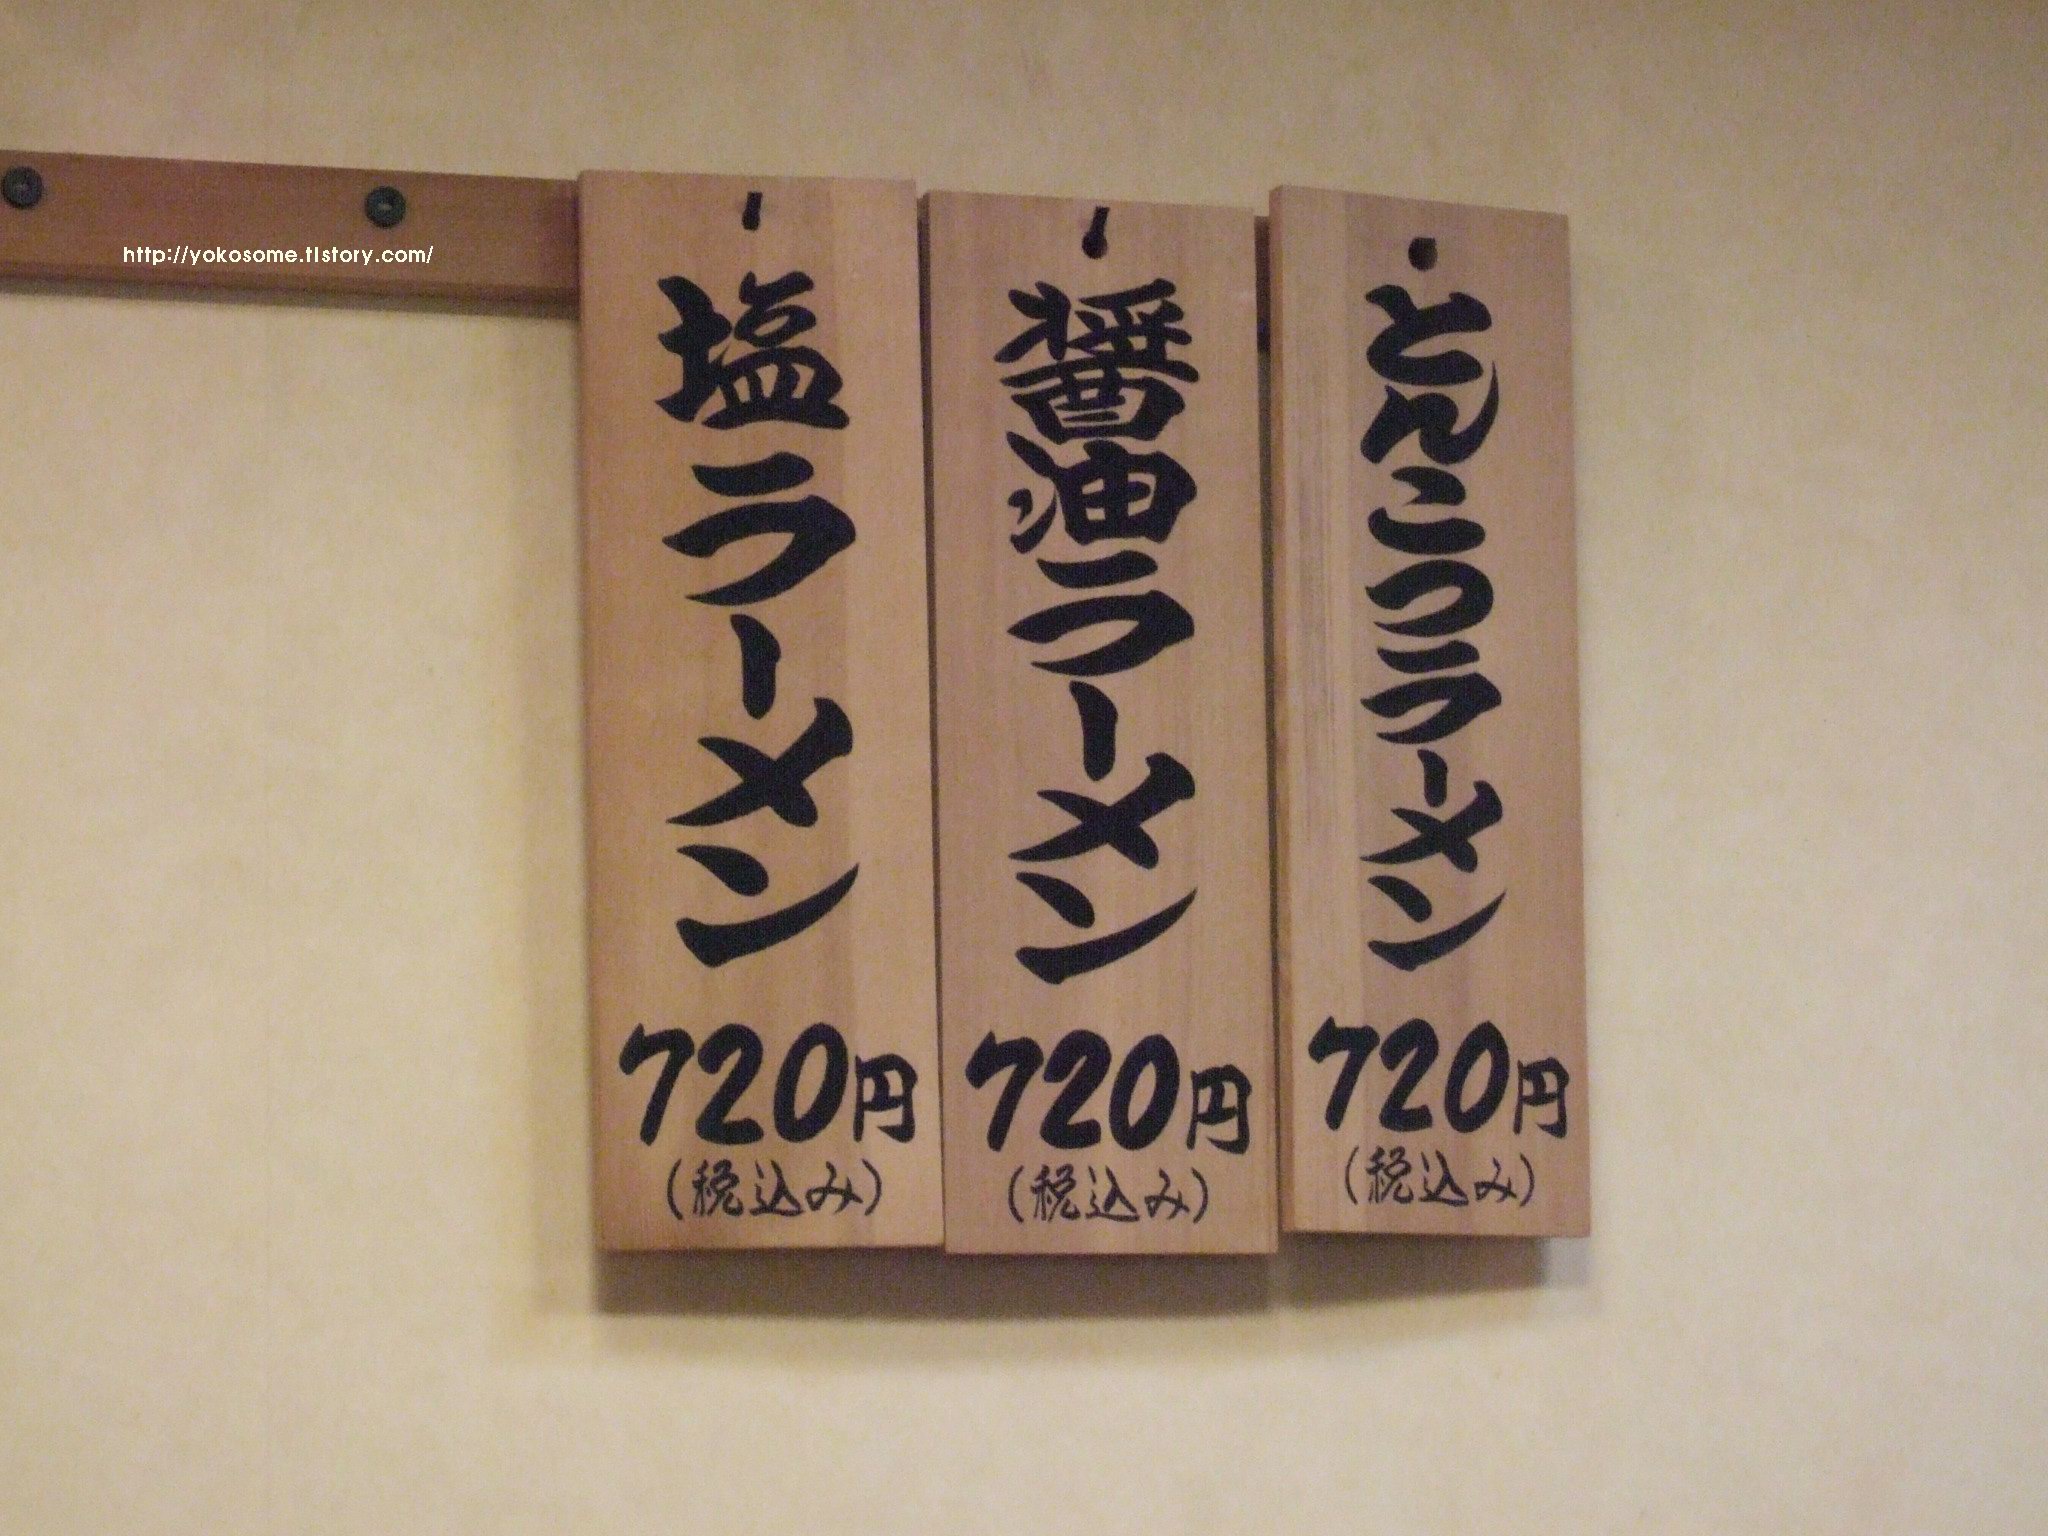 http://yokosome.tistory.com/
とんこつラーメン
720円
(税込み)
醤油ラーメン
720円
(税込み)
塩ラーメン
720円
(税込み)